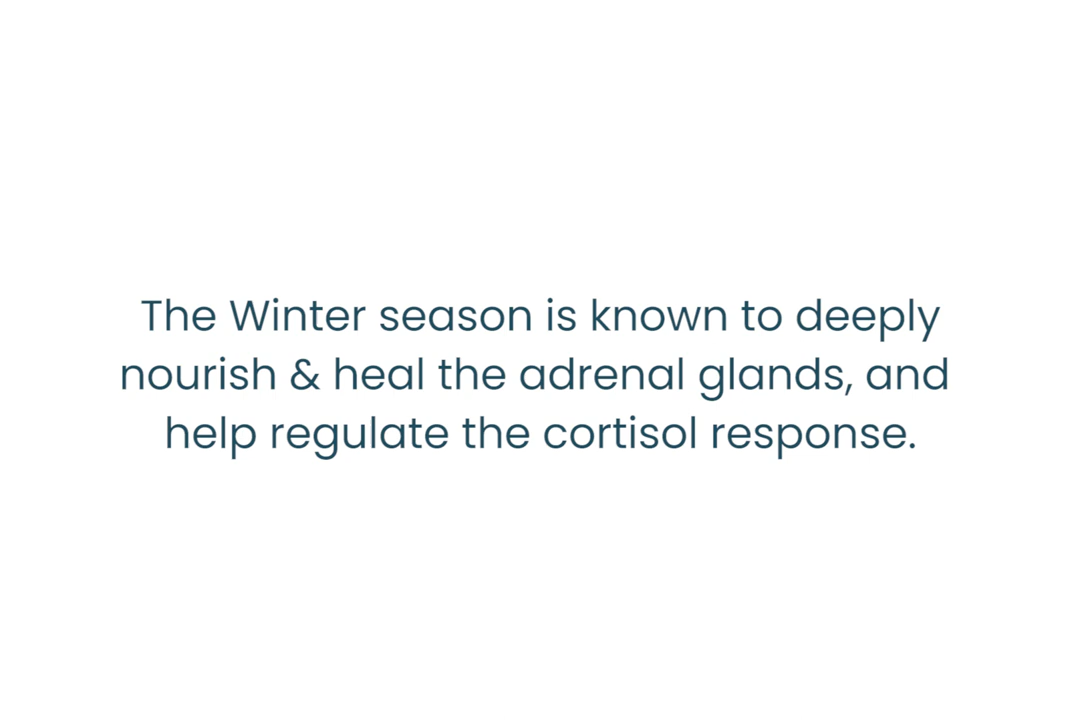 The Winter season is known to deeply
nourish & heal the adrenal glands, and
help regulate the cortisol response.